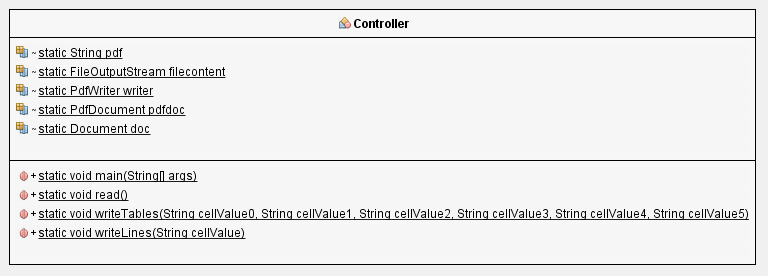 Controller
~ static String pdf
~ static FileOutputStream filecontent
~ static PdfWriter writer
~ static PdfDocument pdfdoc
~ static Document doc
+ static void main(String[] args)
+ static void read()
+ static void writeTables(String cellValue0, String cellValue1, String cellValue2, String cellValue3, String cellValue4, String cellValue5)
+ static void writeLines(String cellValue)